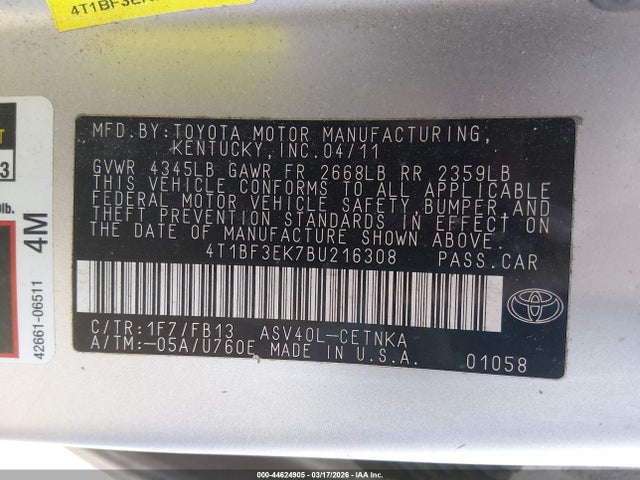 4T1BF3EK
42661-06511
4M
MFD.BY:TOYOTA MOTOR MANUFACTURING,
KENTUCKY,INC.04/11
GVWR 4345LB GAWR FR 2668LB RR 2359LB
THIS VEHICLE CONFORMS TO ALL APPLICABLE
FEDERAL MOTOR VEHICLE SAFETY,BUMPER,AND
THEFT PREVENTION STANDARDS IN EFFECT ON
THE DATE OF MANUFACTURE SHOWN ABOVE.
4T1BF3EK7BU216308 PASS.CAR
C/TR:1F7/FB13 ASV40L-CETNKA
A/TM:-05A/U760E MADE IN U.S.A.
01058
TOYOTA
000-44624905 | 03/17/2026 | IAA Inc.